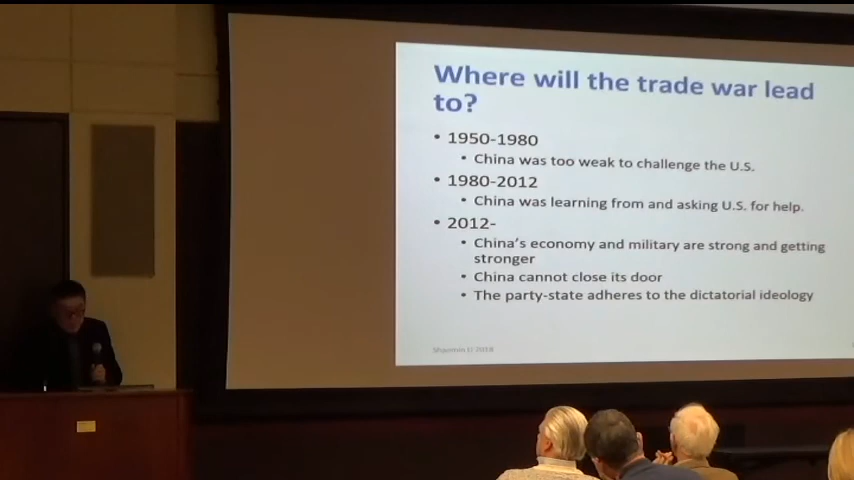 Where will the trade war lead
to?
• 1950-1980
• China was too weak to challenge the U.S.
• 1980-2012
• China was learning from and asking U.S. for help.
• 2012-
• China's economy and military are strong and getting
stronger
• China cannot close its door
• The party-state adheres to the dictatorial ideology
2018